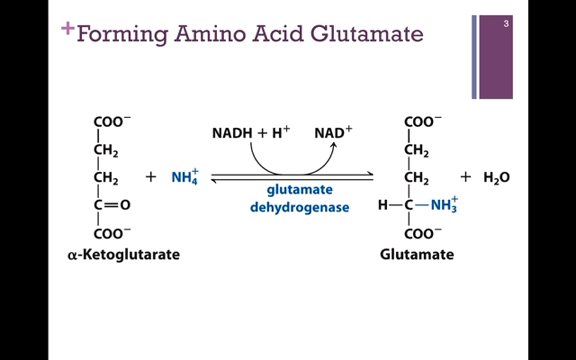 +Forming Amino Acid Glutamate
3
COO⁻
CH₂
CH₂
C=O
COO⁻
α-Ketoglutarate
+ NH₄⁺
NADH + H⁺ NAD⁺
glutamate
dehydrogenase
COO⁻
CH₂
CH₂
H—C—NH₃⁺
COO⁻
Glutamate
+ H₂O